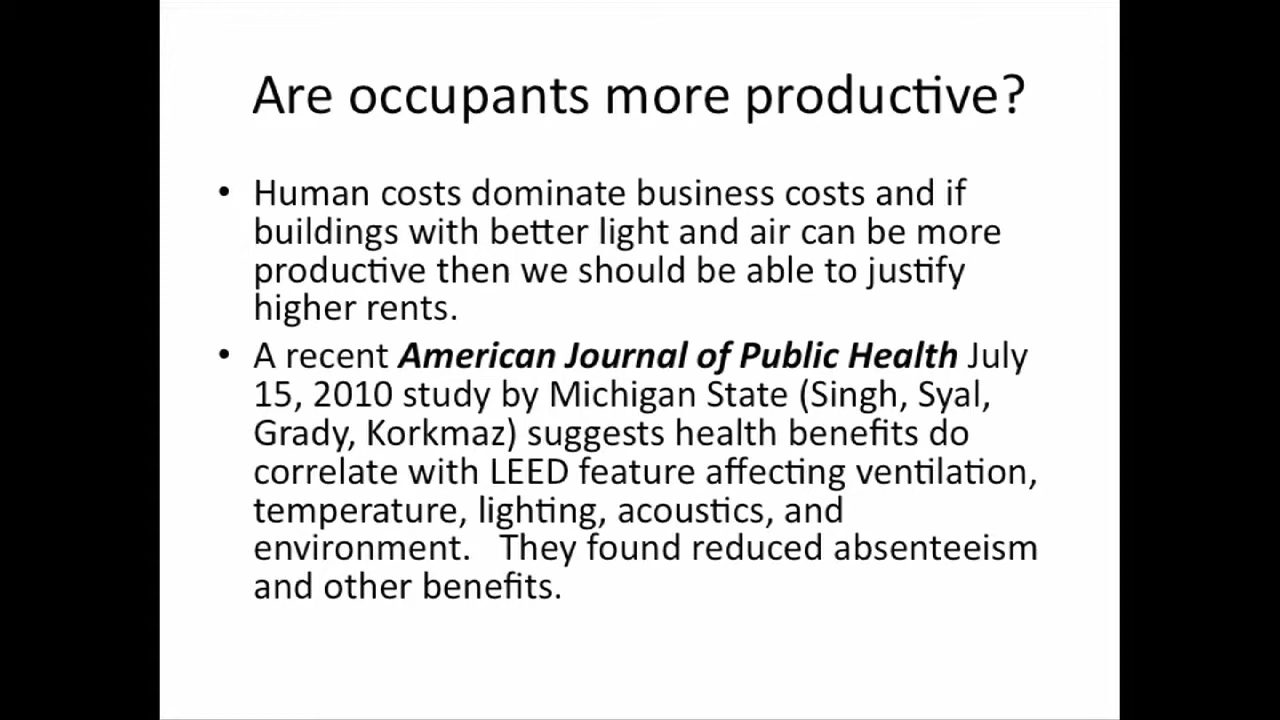 Are occupants more productive?
• Human costs dominate business costs and if
buildings with better light and air can be more
productive then we should be able to justify
higher rents.
• A recent American Journal of Public Health July
15, 2010 study by Michigan State (Singh, Syal,
Grady, Korkmaz) suggests health benefits do
correlate with LEED feature affecting ventilation,
temperature, lighting, acoustics, and
environment.   They found reduced absenteeism
and other benefits.